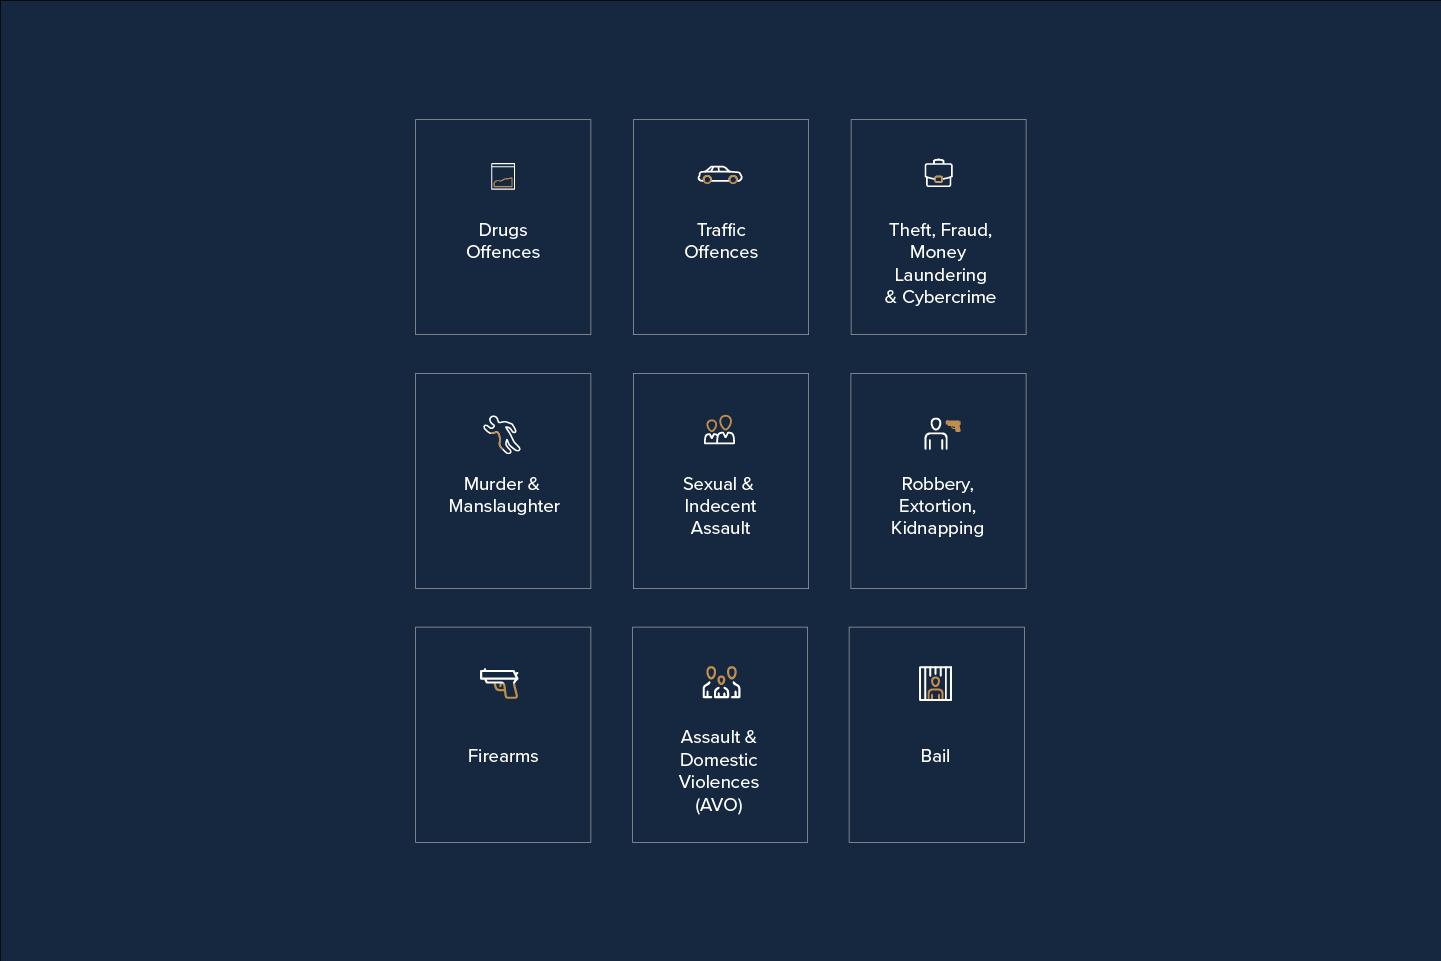 Drugs
Offences
Traffic
Offences
Theft, Fraud,
Money
Laundering
& Cybercrime
Murder &
Manslaughter
Sexual &
Indecent
Assault
Robbery,
Extortion,
Kidnapping
Firearms
Assault &
Domestic
Violences
(AVO)
Bail